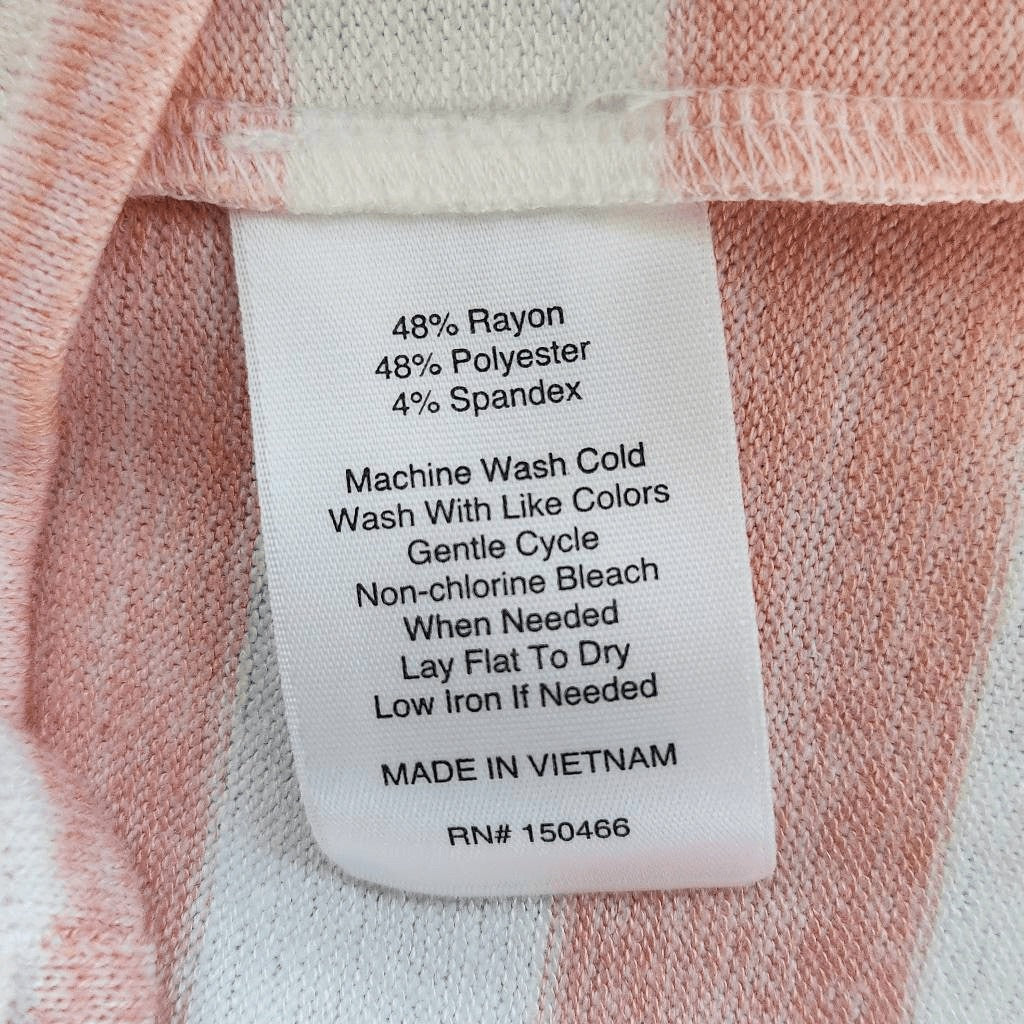 48% Rayon
48% Polyester
4% Spandex
Machine Wash Cold
Wash With Like Colors
Gentle Cycle
Non-chlorine Bleach
When Needed
Lay Flat To Dry
Low Iron If Needed
MADE IN VIETNAM
RN# 150466